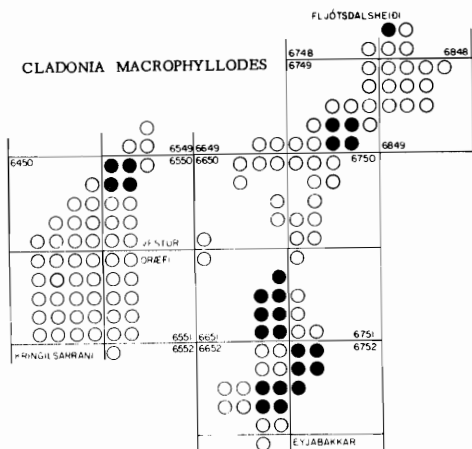 FLJÓTSDALSHEIÐI
6748 6848
6749
CLADONIA MACROPHYLLODES
6549 6649
6450 6550 6650 6750 6849
VESTUR
ÖRÆFI
6551 6651 6751
KRINGILSÁRRANI 6552 6652 6752
EYJABAKKAR